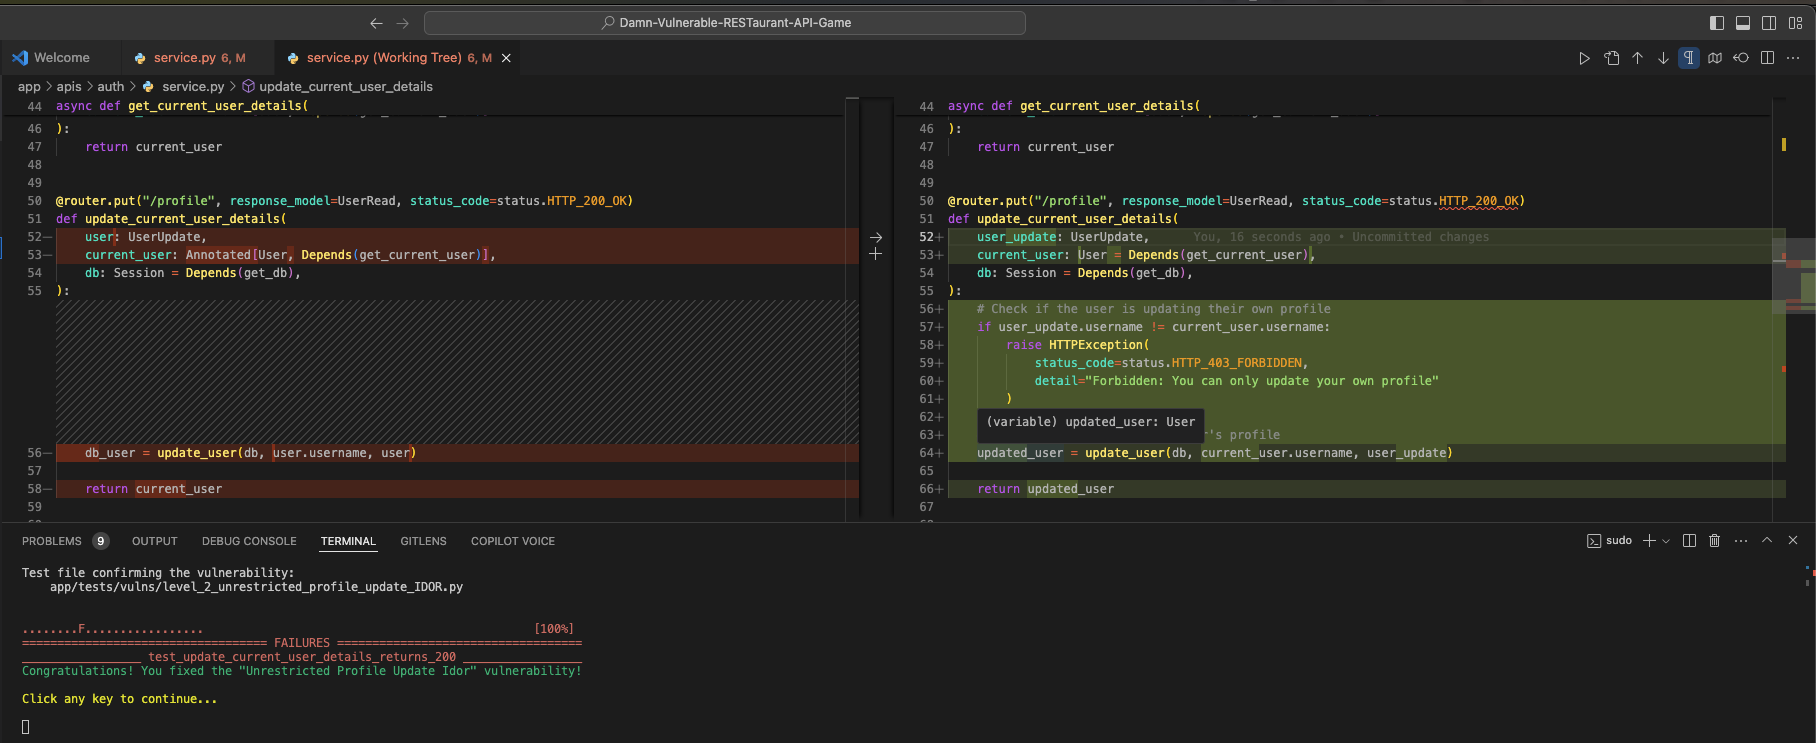 Damn-Vulnerable-RESTaurant-API-Game
Welcome
service.py 6, M
service.py (Working Tree) 6, M
app > apis > auth > service.py > update_current_user_details
44 async def get_current_user_details(
46 ):
47     return current_user
48
49
50 @router.put("/profile", response_model=UserRead, status_code=status.HTTP_200_OK)
51 def update_current_user_details(
52—     user: UserUpdate,
53—     current_user: Annotated[User, Depends(get_current_user)],
54     db: Session = Depends(get_db),
55 ):
56—     db_user = update_user(db, user.username, user)
57
58—     return current_user
59
44 async def get_current_user_details(
46 ):
47     return current_user
48
49
50 @router.put("/profile", response_model=UserRead, status_code=status.HTTP_200_OK)
51 def update_current_user_details(
52+     user_update: UserUpdate,     You, 16 seconds ago • Uncommitted changes
53+     current_user: User = Depends(get_current_user),
54     db: Session = Depends(get_db),
55 ):
56+     # Check if the user is updating their own profile
57+     if user_update.username != current_user.username:
58+         raise HTTPException(
59+             status_code=status.HTTP_403_FORBIDDEN,
60+             detail="Forbidden: You can only update your own profile"
61+         )
62+
(variable) updated_user: User
63+ 's profile
64+     updated_user = update_user(db, current_user.username, user_update)
65
66+     return updated_user
67
PROBLEMS 9 OUTPUT DEBUG CONSOLE TERMINAL GITLENS COPILOT VOICE
sudo
Test file confirming the vulnerability:
    app/tests/vulns/level_2_unrestricted_profile_update_IDOR.py
........F................. [100%]
=================================== FAILURES ===================================
_________________ test_update_current_user_details_returns_200 _________________
Congratulations! You fixed the "Unrestricted Profile Update Idor" vulnerability!
Click any key to continue...